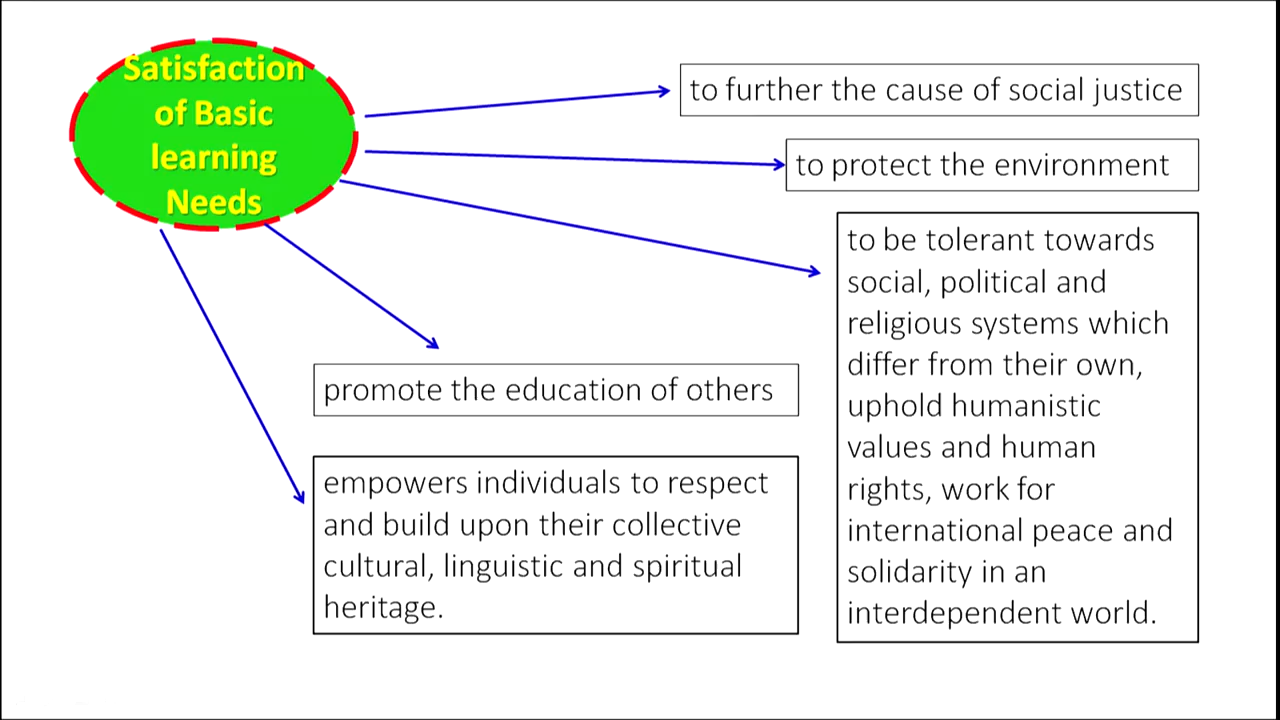 Satisfaction
of Basic
learning
Needs
to further the cause of social justice
to protect the environment
to be tolerant towards
social, political and
religious systems which
differ from their own,
uphold humanistic
values and human
rights, work for
international peace and
solidarity in an
interdependent world.
promote the education of others
empowers individuals to respect
and build upon their collective
cultural, linguistic and spiritual
heritage.